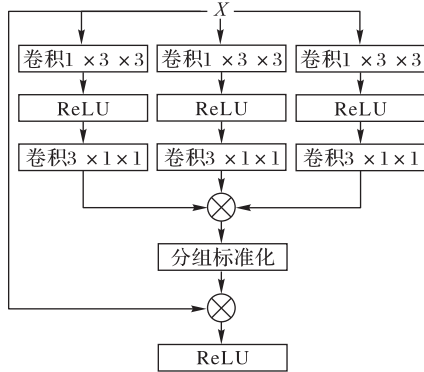 X
卷积1 × 3 × 3 卷积1 × 3 × 3 卷积1 × 3 × 3
ReLU ReLU ReLU
卷积3 × 1 × 1 卷积3 × 1 × 1 卷积3 × 1 × 1
分组标准化
ReLU